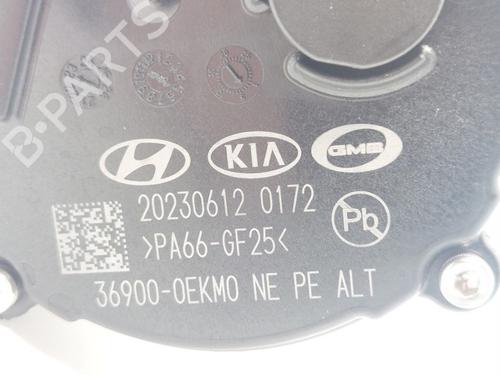 B-PARTS
KIA GMB
20230612 0172
>PA66-GF25<
Pb
36900-0EKM0 NE PE ALT